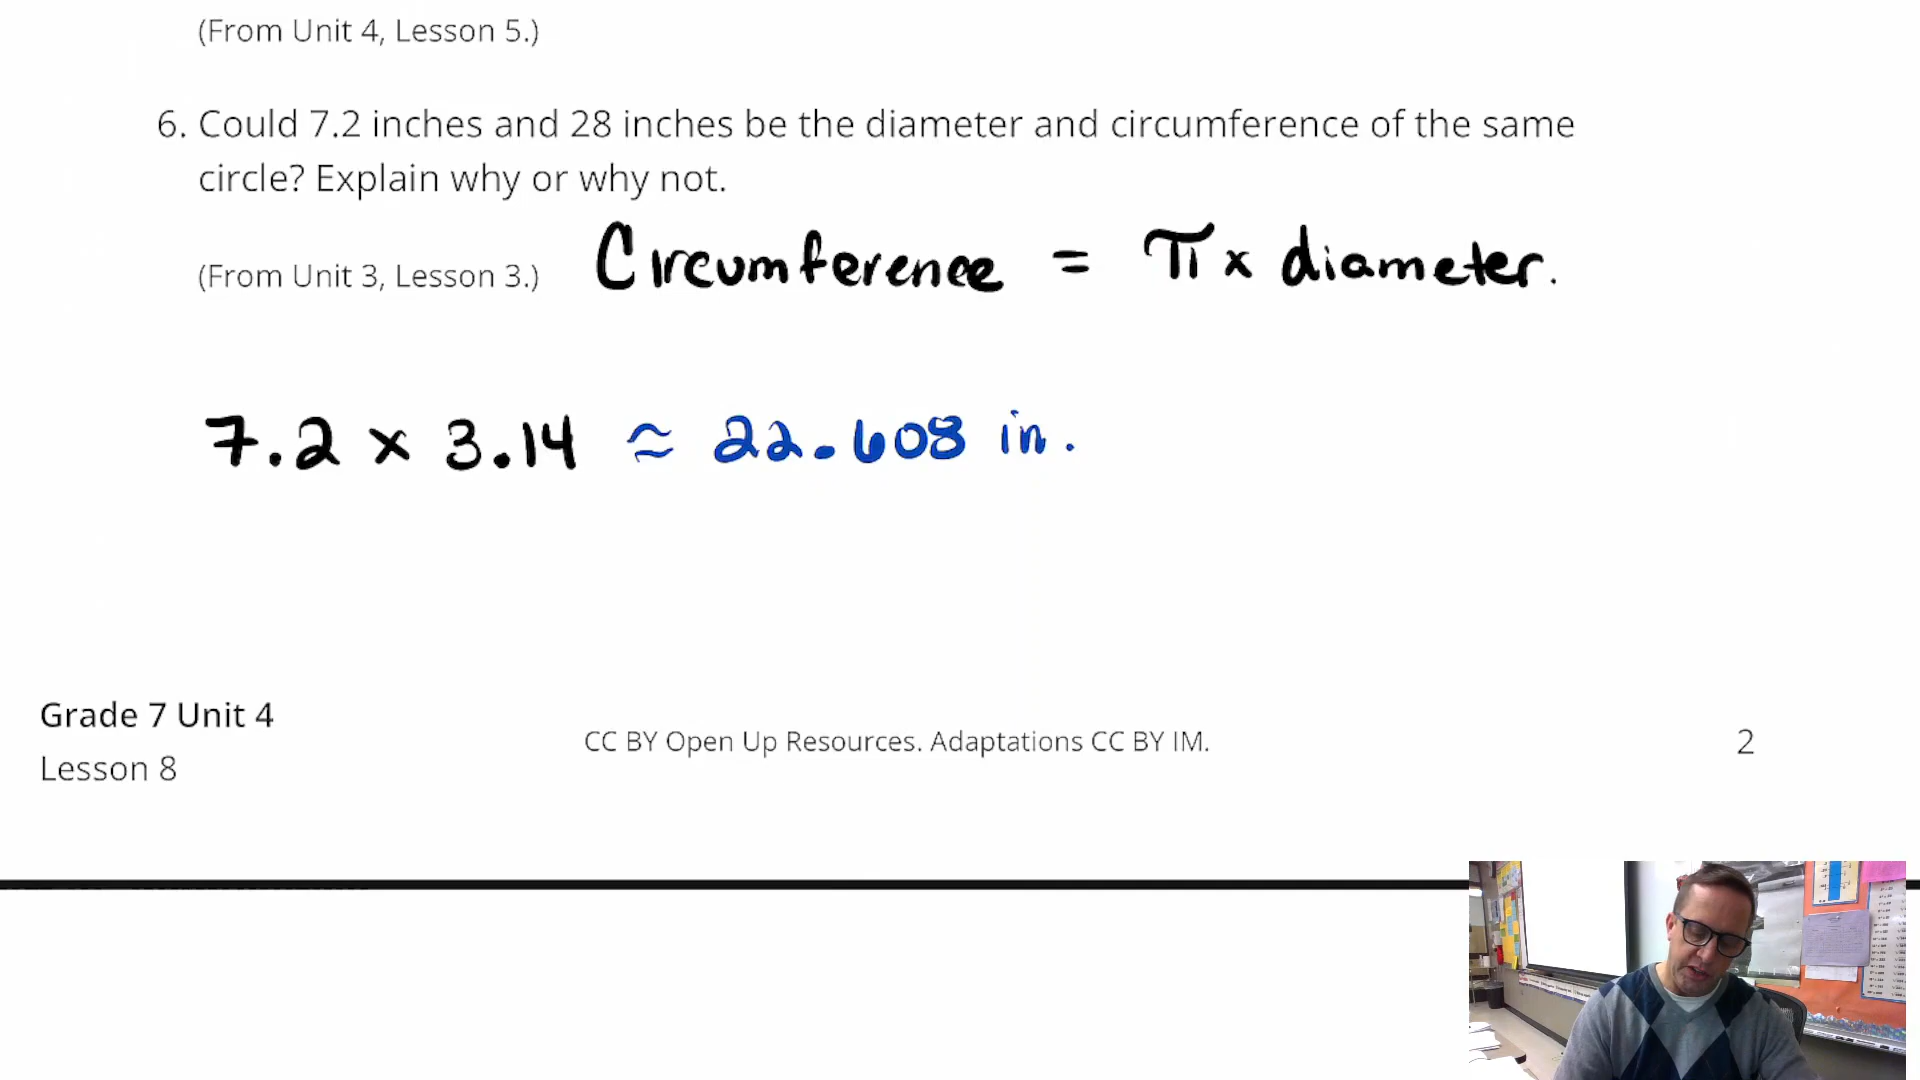 (From Unit 4, Lesson 5.)
6. Could 7.2 inches and 28 inches be the diameter and circumference of the same
circle? Explain why or why not.
(From Unit 3, Lesson 3.) Circumference = π x diameter.
7.2 x 3.14 ≈ 22.608 in.
Grade 7 Unit 4
Lesson 8
CC BY Open Up Resources. Adaptations CC BY IM.
2